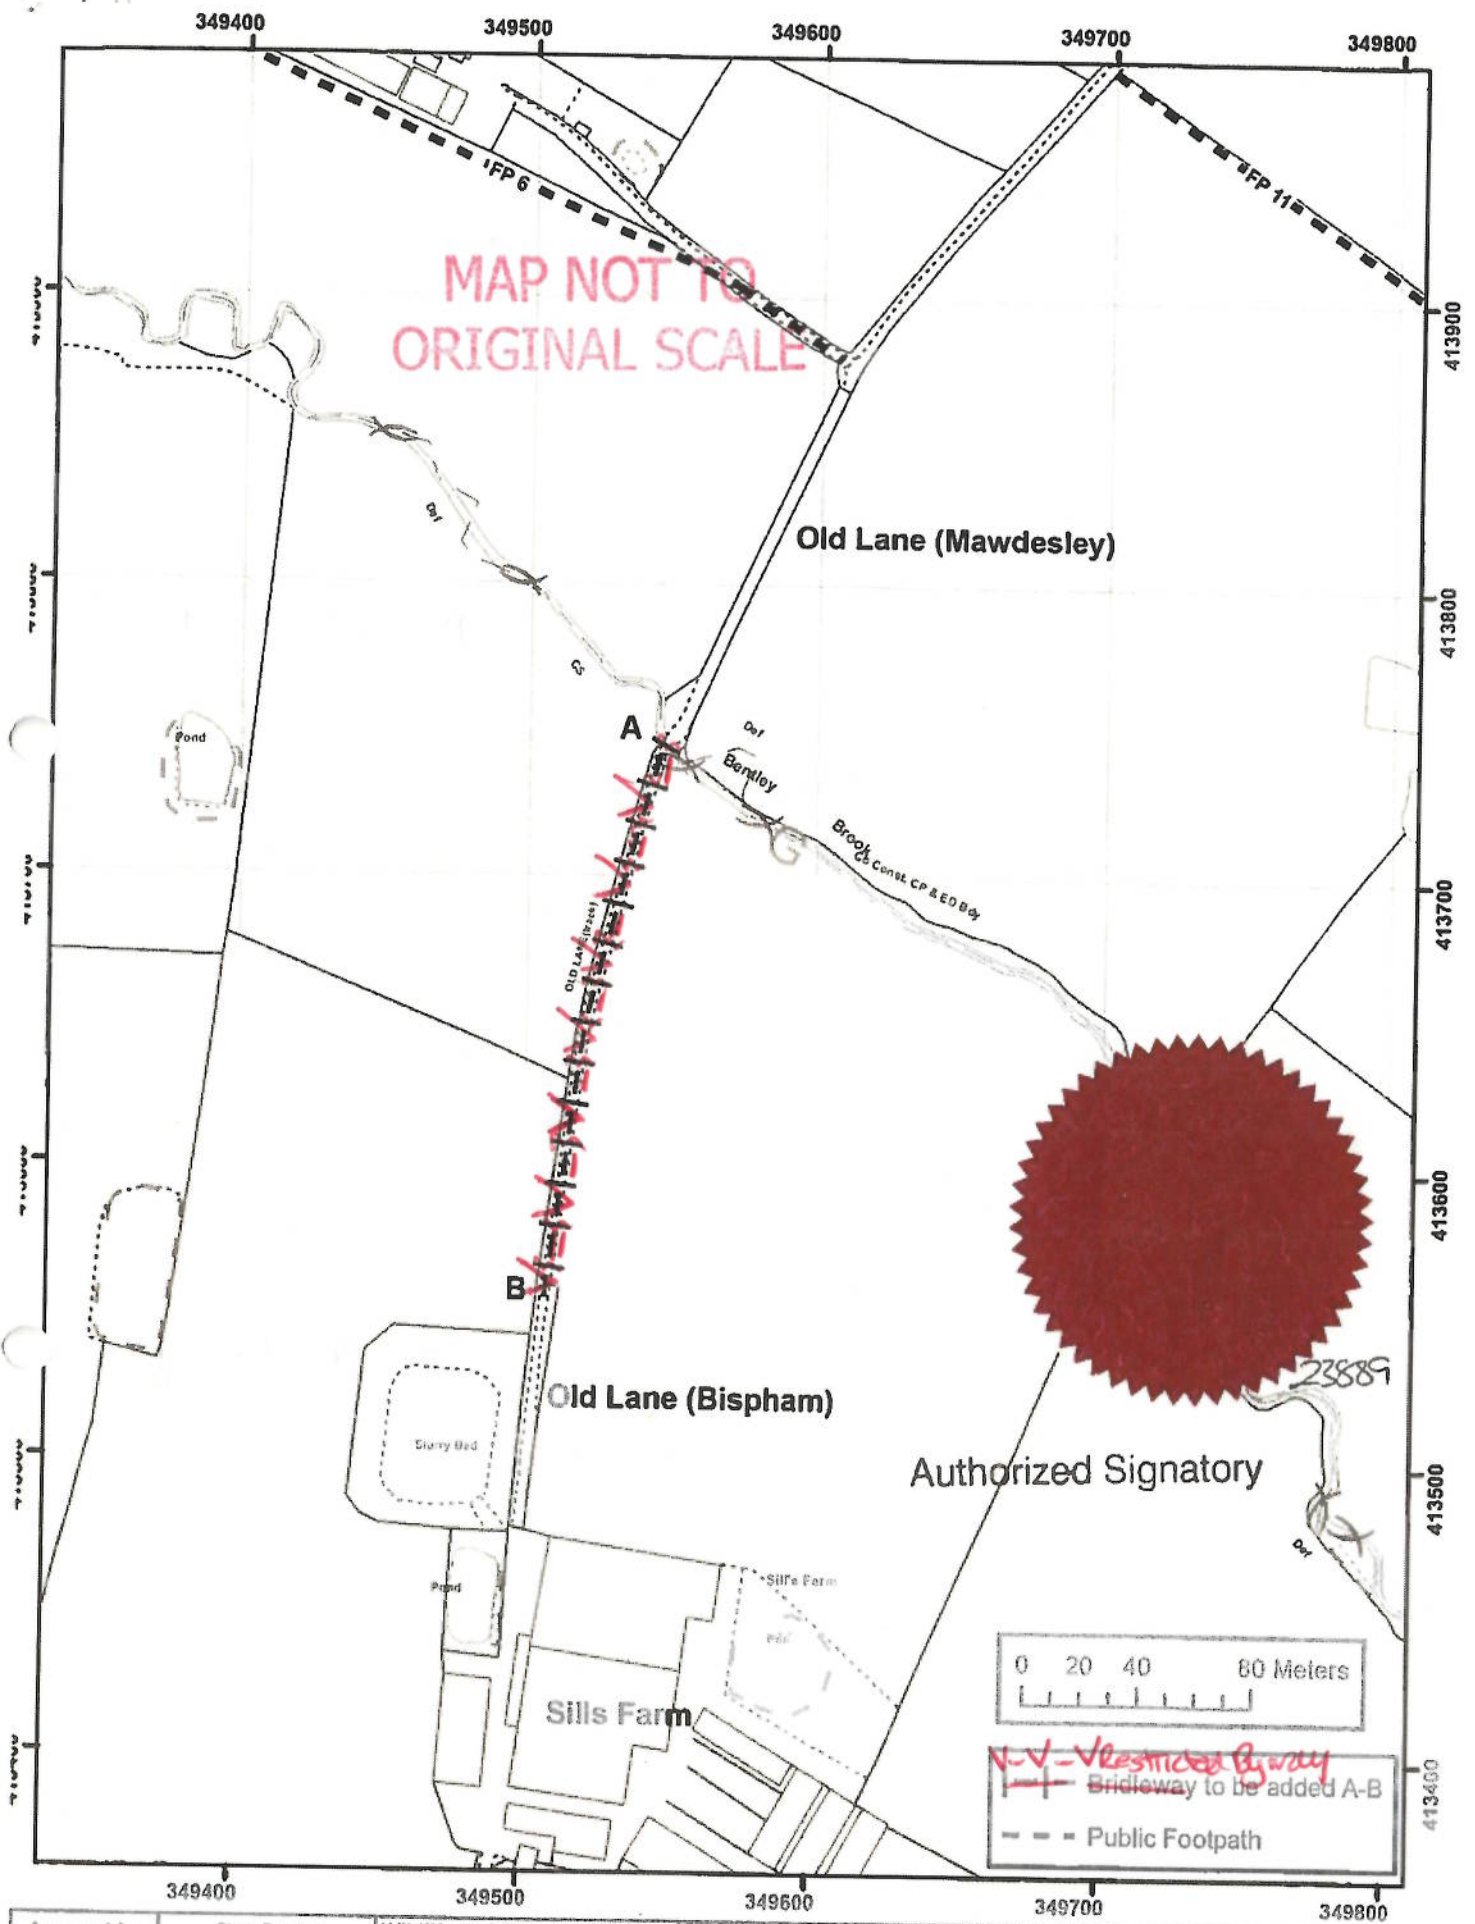 349400
349500
349600
349700
349800
FP 6
FP 11
MAP NOT TO
ORIGINAL SCALE
413900
Def
Old Lane (Mawdesley)
413800
CS
A
Def
Pond
Bentley
Brook
Co Const, CP & ED Bdy
413700
OLD LANE (track)
413600
B
23889
Old Lane (Bispham)
Slurry Bed
Authorized Signatory
413500
Def
Pond
Sill's Farm
Sills Farm
0 20 40 80 Meters
V-V-V Restricted Byway
Bridleway to be added A-B
413400
Public Footpath
349400
349500
349600
349700
349800